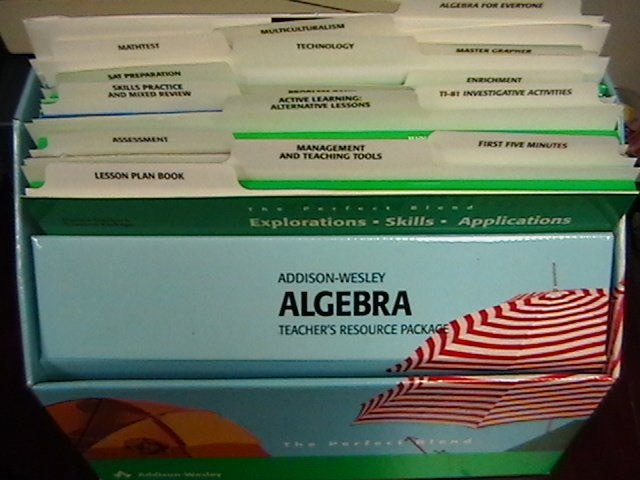 ALGEBRA FOR EVERYONE
MULTICULTURALISM
MATHTEST
TECHNOLOGY
MASTER GRAPHER
SAT PREPARATION
ENRICHMENT
SKILLS PRACTICE
AND MIXED REVIEW
TI-81 INVESTIGATIVE ACTIVITIES
ACTIVE LEARNING:
ALTERNATIVE LESSONS
ASSESSMENT
MANAGEMENT
AND TEACHING TOOLS
FIRST FIVE MINUTES
LESSON PLAN BOOK
The Perfect Blend
Explorations • Skills • Applications
ADDISON-WESLEY
ALGEBRA
TEACHER'S RESOURCE PACKAGE
The Perfect Blend
Addison-Wesley